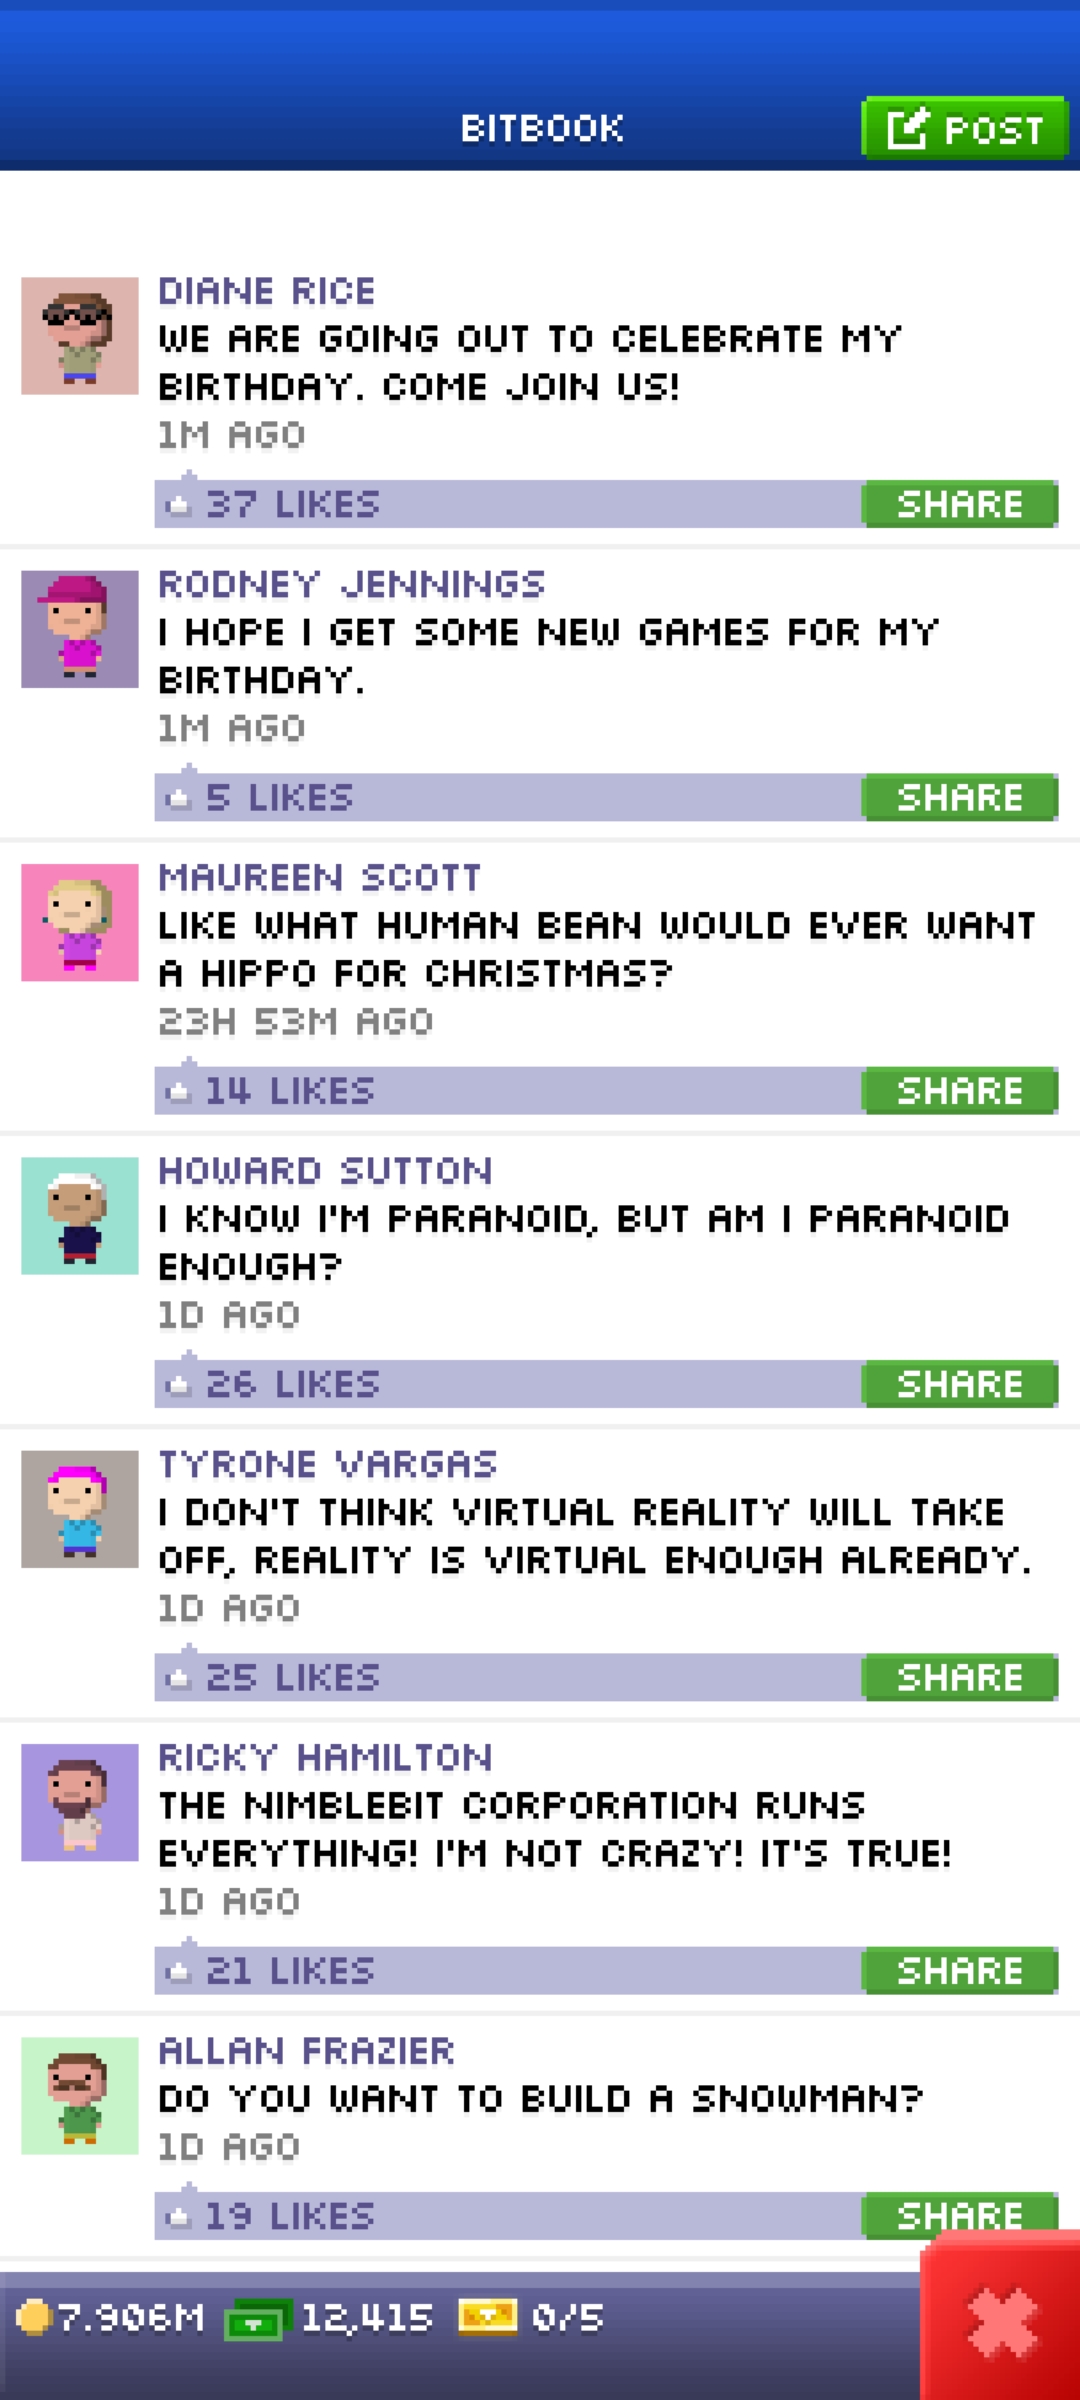 BITBOOK
POST
DIANE RICE
WE ARE GOING OUT TO CELEBRATE MY
BIRTHDAY. COME JOIN US!
1M AGO
37 LIKES
SHARE
RODNEY JENNINGS
I HOPE I GET SOME NEW GAMES FOR MY
BIRTHDAY.
1M AGO
5 LIKES
SHARE
MAUREEN SCOTT
LIKE WHAT HUMAN BEAN WOULD EVER WANT
A HIPPO FOR CHRISTMAS?
23H 53M AGO
14 LIKES
SHARE
HOWARD SUTTON
I KNOW I'M PARANOID, BUT AM I PARANOID
ENOUGH?
1D AGO
26 LIKES
SHARE
TYRONE VARGAS
I DON'T THINK VIRTUAL REALITY WILL TAKE
OFF, REALITY IS VIRTUAL ENOUGH ALREADY.
1D AGO
25 LIKES
SHARE
RICKY HAMILTON
THE NIMBLEBIT CORPORATION RUNS
EVERYTHING! I'M NOT CRAZY! IT'S TRUE!
1D AGO
21 LIKES
SHARE
ALLAN FRAZIER
DO YOU WANT TO BUILD A SNOWMAN?
1D AGO
19 LIKES
SHARE
7.906M 12,415 0/5